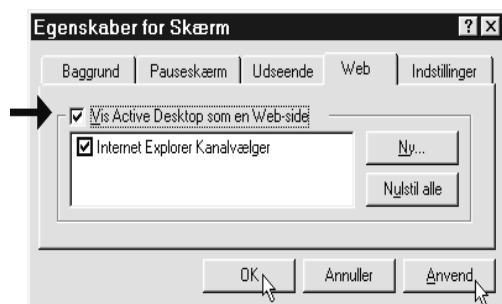 Egenskaber for Skærm
Baggrund Pauseskærm Udseende Web Indstillinger
Vis Active Desktop som en Web-side
Internet Explorer Kanalvælger
Ny...
Nulstil alle
OK Annuller Anvend